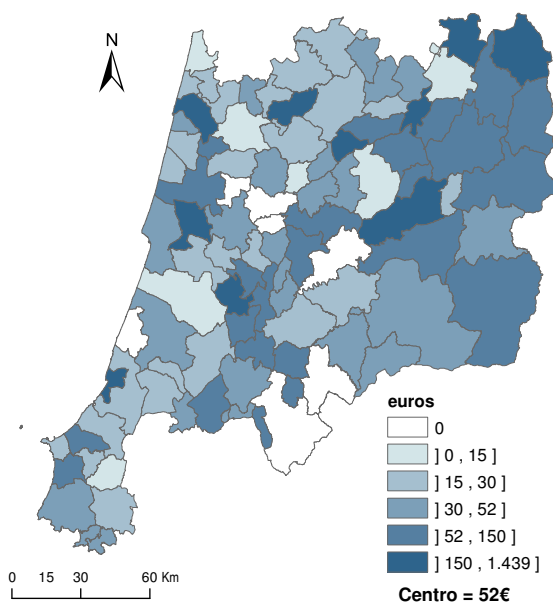 N
euros
0
] 0 , 15 ]
] 15 , 30 ]
] 30 , 52 ]
] 52 , 150 ]
] 150 , 1.439 ]
Centro = 52€
0 15 30 60 Km